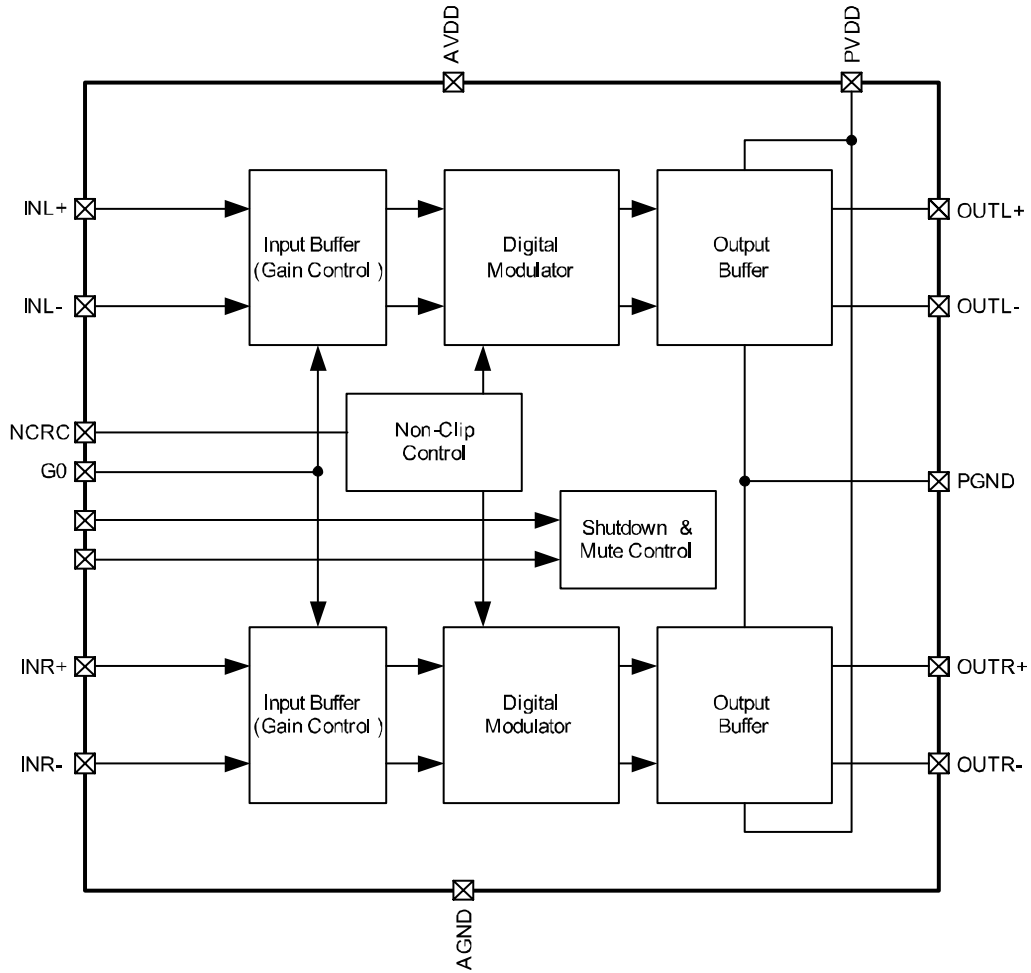 AVDD
PVDD
INL+
Input Buffer
( Gain Control )
Digital
Modulator
Output
Buffer
OUTL+
INL-
OUTL-
NCRC
Non-Clip
Control
G0
PGND
Shutdown &
Mute Control
INR+
Input Buffer
( Gain Control )
Digital
Modulator
Output
Buffer
OUTR+
INR-
OUTR-
AGND